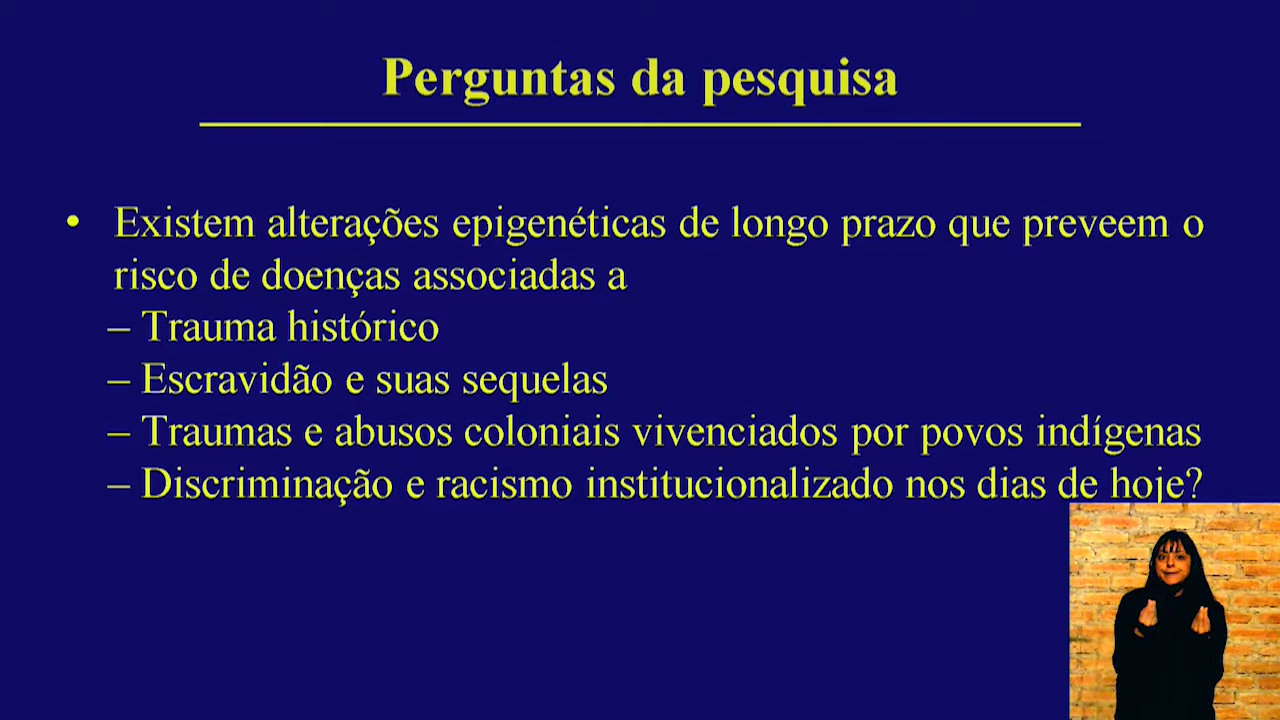 Perguntas da pesquisa
• Existem alterações epigenéticas de longo prazo que preveem o
risco de doenças associadas a
– Trauma histórico
– Escravidão e suas sequelas
– Traumas e abusos coloniais vivenciados por povos indígenas
– Discriminação e racismo institucionalizado nos dias de hoje?